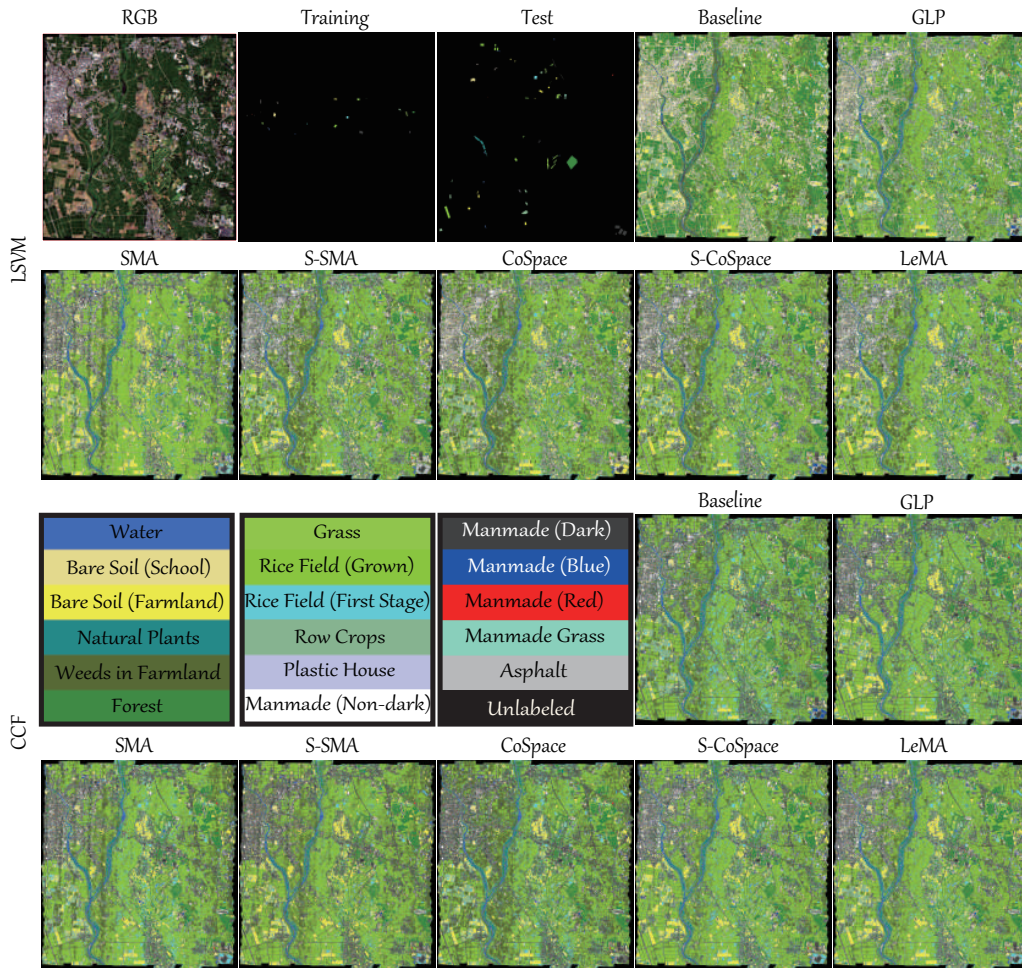 RGB
Training
Test
Baseline
GLP
LSVM
SMA
S-SMA
CoSpace
S-CoSpace
LeMA
Baseline
GLP
Water
Bare Soil (School)
Bare Soil (Farmland)
Natural Plants
Weeds in Farmland
Forest
Grass
Rice Field (Grown)
Rice Field (First Stage)
Row Crops
Plastic House
Manmade (Non-dark)
Manmade (Dark)
Manmade (Blue)
Manmade (Red)
Manmade Grass
Asphalt
Unlabeled
CCF
SMA
S-SMA
CoSpace
S-CoSpace
LeMA